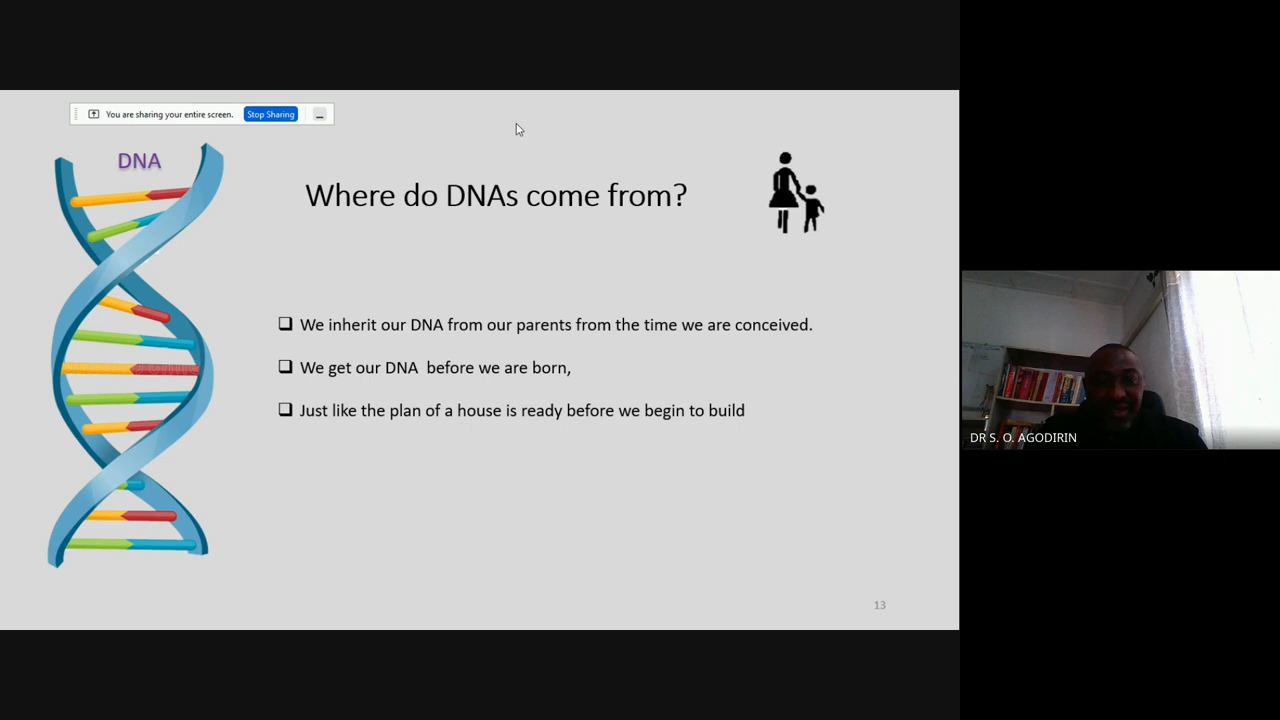 You are sharing your entire screen. Stop Sharing
DNA
Where do DNAs come from?
We inherit our DNA from our parents from the time we are conceived.
We get our DNA before we are born,
Just like the plan of a house is ready before we begin to build
13
DR S. O. AGODIRIN